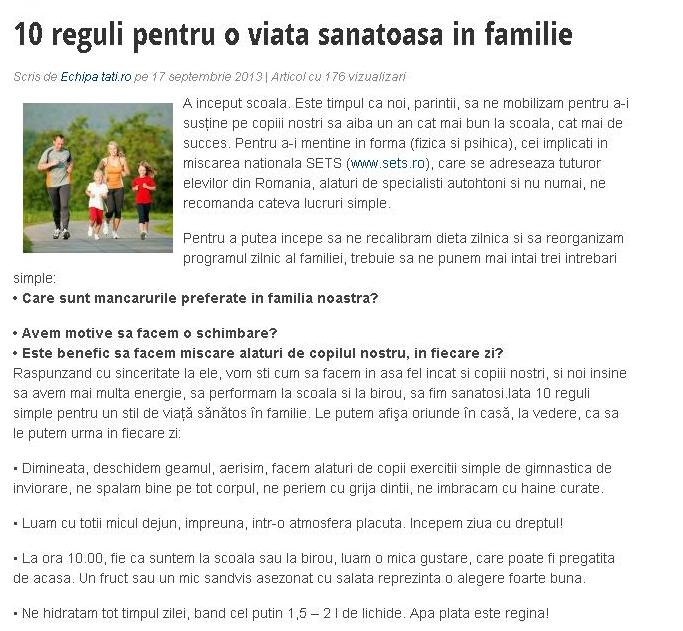 10 reguli pentru o viata sanatoasa in familie
Scris de Echipa tati.ro pe 17 septembrie 2013 | Articol cu 176 vizualizari
A inceput scoala. Este timpul ca noi, parintii, sa ne mobilizam pentru a-i
susține pe copiii nostri sa aiba un an cat mai bun la scoala, cat mai de
succes. Pentru a-i mentine in forma (fizica si psihica), cei implicati in
miscarea nationala SETS (www.sets.ro), care se adreseaza tuturor
elevilor din Romania, alaturi de specialisti autohtoni si nu numai, ne
recomanda cateva lucruri simple.
Pentru a putea incepe sa ne recalibram dieta zilnica si sa reorganizam
programul zilnic al familiei, trebuie sa ne punem mai intai trei intrebari
simple:
• Care sunt mancarurile preferate in familia noastra?
• Avem motive sa facem o schimbare?
• Este benefic sa facem miscare alaturi de copilul nostru, in fiecare zi?
Raspunzand cu sinceritate la ele, vom sti cum sa facem in asa fel incat si copiii nostri, si noi insine
sa avem mai multa energie, sa performam la scoala si la birou, sa fim sanatosi.Iata 10 reguli
simple pentru un stil de viață sănătos în familie. Le putem afişa oriunde în casă, la vedere, ca sa
le putem urma in fiecare zi:
• Dimineata, deschidem geamul, aerisim, facem alaturi de copii exercitii simple de gimnastica de
inviorare, ne spalam bine pe tot corpul, ne periem cu grija dintii, ne imbracam cu haine curate.
• Luam cu totii micul dejun, impreuna, intr-o atmosfera placuta. Incepem ziua cu dreptul!
• La ora 10.00, fie ca suntem la scoala sau la birou, luam o mica gustare, care poate fi pregatita
de acasa. Un fruct sau un mic sandvis asezonat cu salata reprezinta o alegere foarte buna.
• Ne hidratam tot timpul zilei, band cel putin 1,5 – 2 l de lichide. Apa plata este regina!